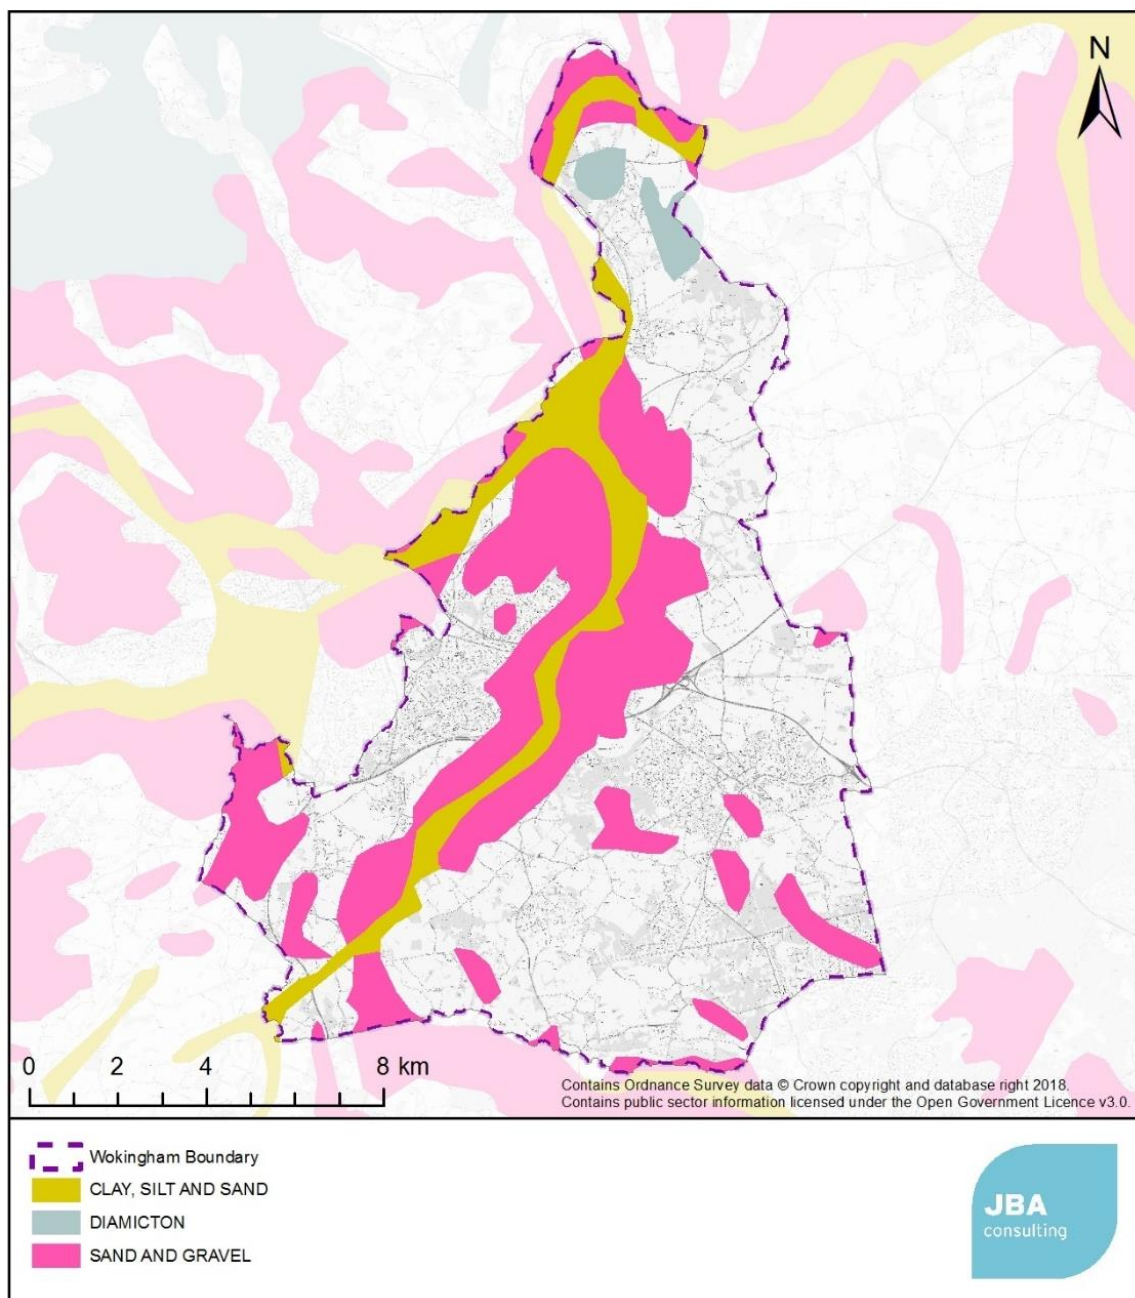 N
0 2 4 8 km
Contains Ordnance Survey data © Crown copyright and database right 2018.
Contains public sector information licensed under the Open Government Licence v3.0.
Wokingham Boundary
CLAY, SILT AND SAND
DIAMICTON
SAND AND GRAVEL
JBA
consulting